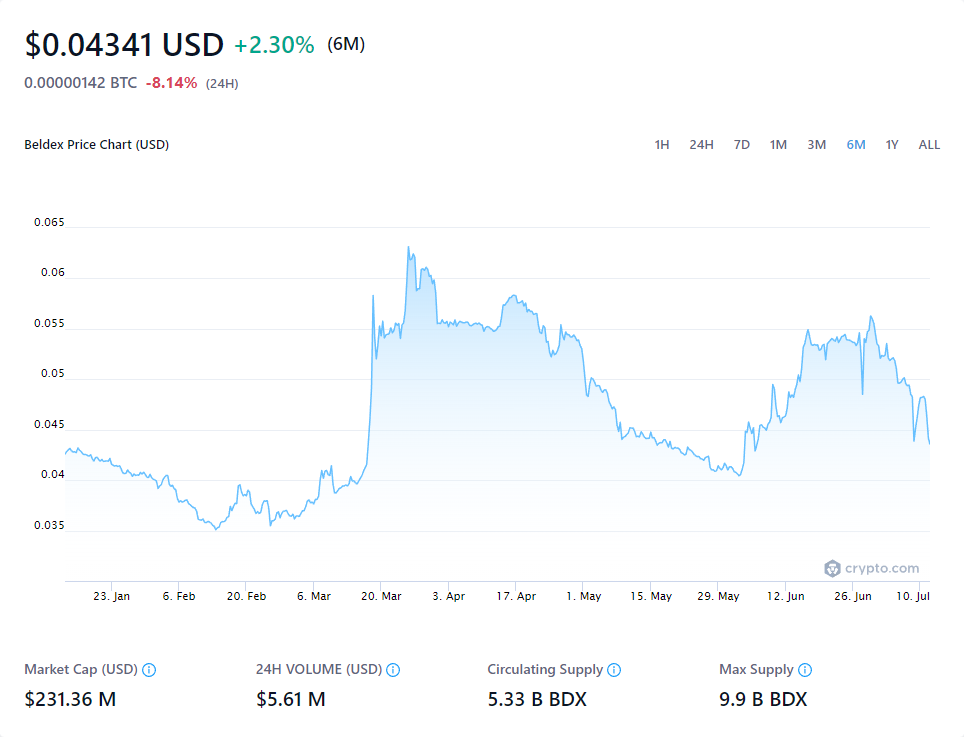 $0.04341 USD +2.30% (6M)
0.00000142 BTC -8.14% (24H)
Beldex Price Chart (USD) 1H 24H 7D 1M 3M 6M 1Y ALL
0.065
0.06
0.055
0.05
0.045
0.04
0.035
crypto.com
23. Jan 6. Feb 20. Feb 6. Mar 20. Mar 3. Apr 17. Apr 1. May 15. May 29. May 12. Jun 26. Jun 10. Jul
Market Cap (USD) 24H VOLUME (USD) Circulating Supply Max Supply
$231.36 M $5.61 M 5.33 B BDX 9.9 B BDX